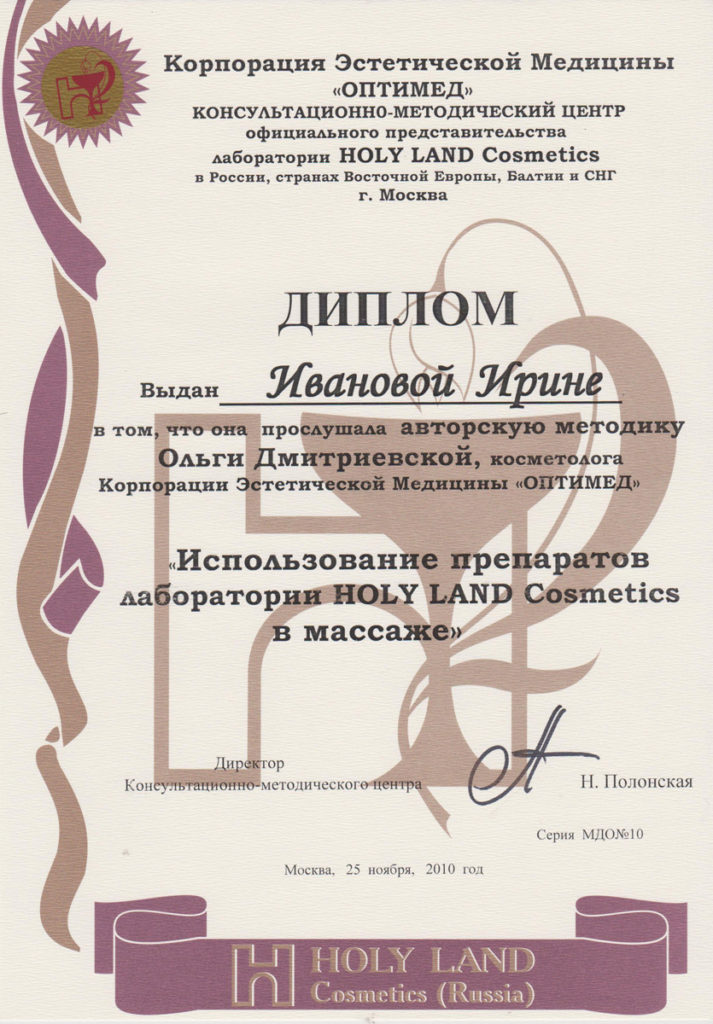 Корпорация Эстетической Медицины
«ОПТИМЕД»
КОНСУЛЬТАЦИОННО-МЕТОДИЧЕСКИЙ ЦЕНТР
официального представительства
лаборатории HOLY LAND Cosmetics
в России, странах Восточной Европы, Балтии и СНГ
г. Москва
ДИПЛОМ
Выдан Ивановой Ирине
в том, что она прослушала авторскую методику
Ольги Дмитриевской, косметолога
Корпорации Эстетической Медицины «ОПТИМЕД»
«Использование препаратов
лаборатории HOLY LAND Cosmetics
в массаже»
Директор
Консультационно-методического центра
Н. Полонская
Серия МДО№10
Москва, 25 ноября, 2010 год
HOLY LAND
Cosmetics (Russia)